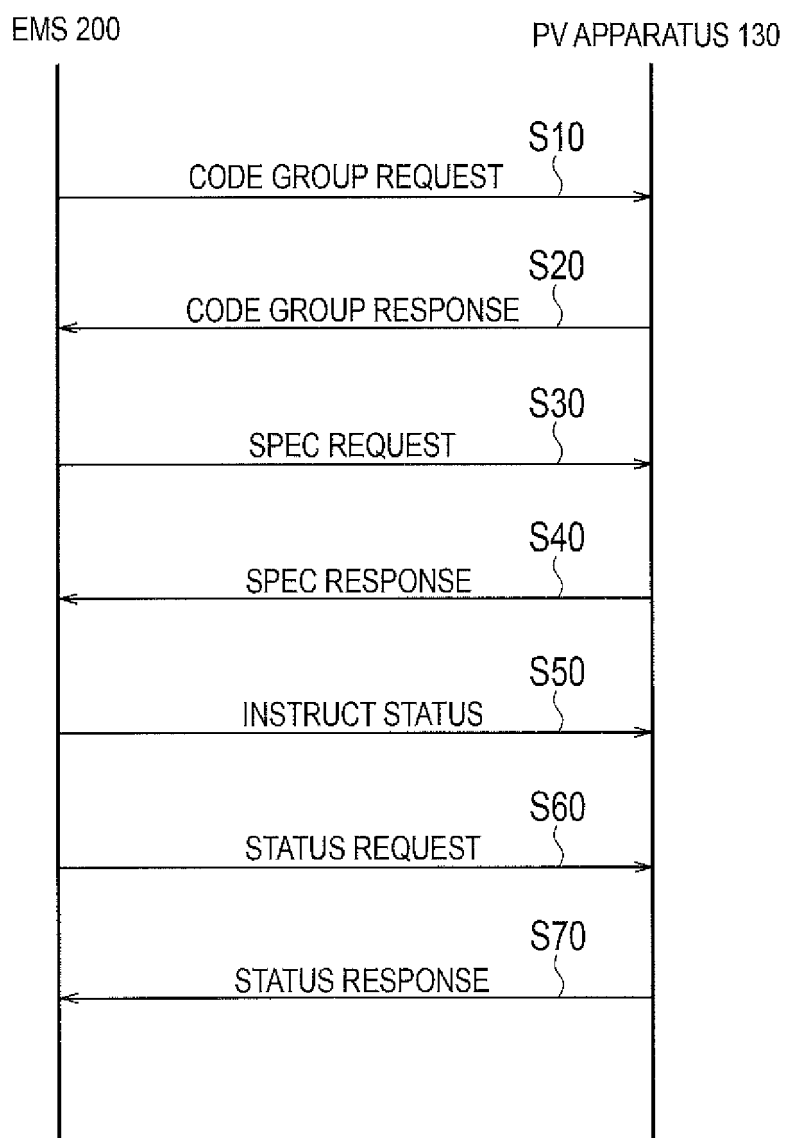 EMS 200
PV APPARATUS 130
S10
CODE GROUP REQUEST
S20
CODE GROUP RESPONSE
S30
SPEC REQUEST
S40
SPEC RESPONSE
S50
INSTRUCT STATUS
S60
STATUS REQUEST
S70
STATUS RESPONSE